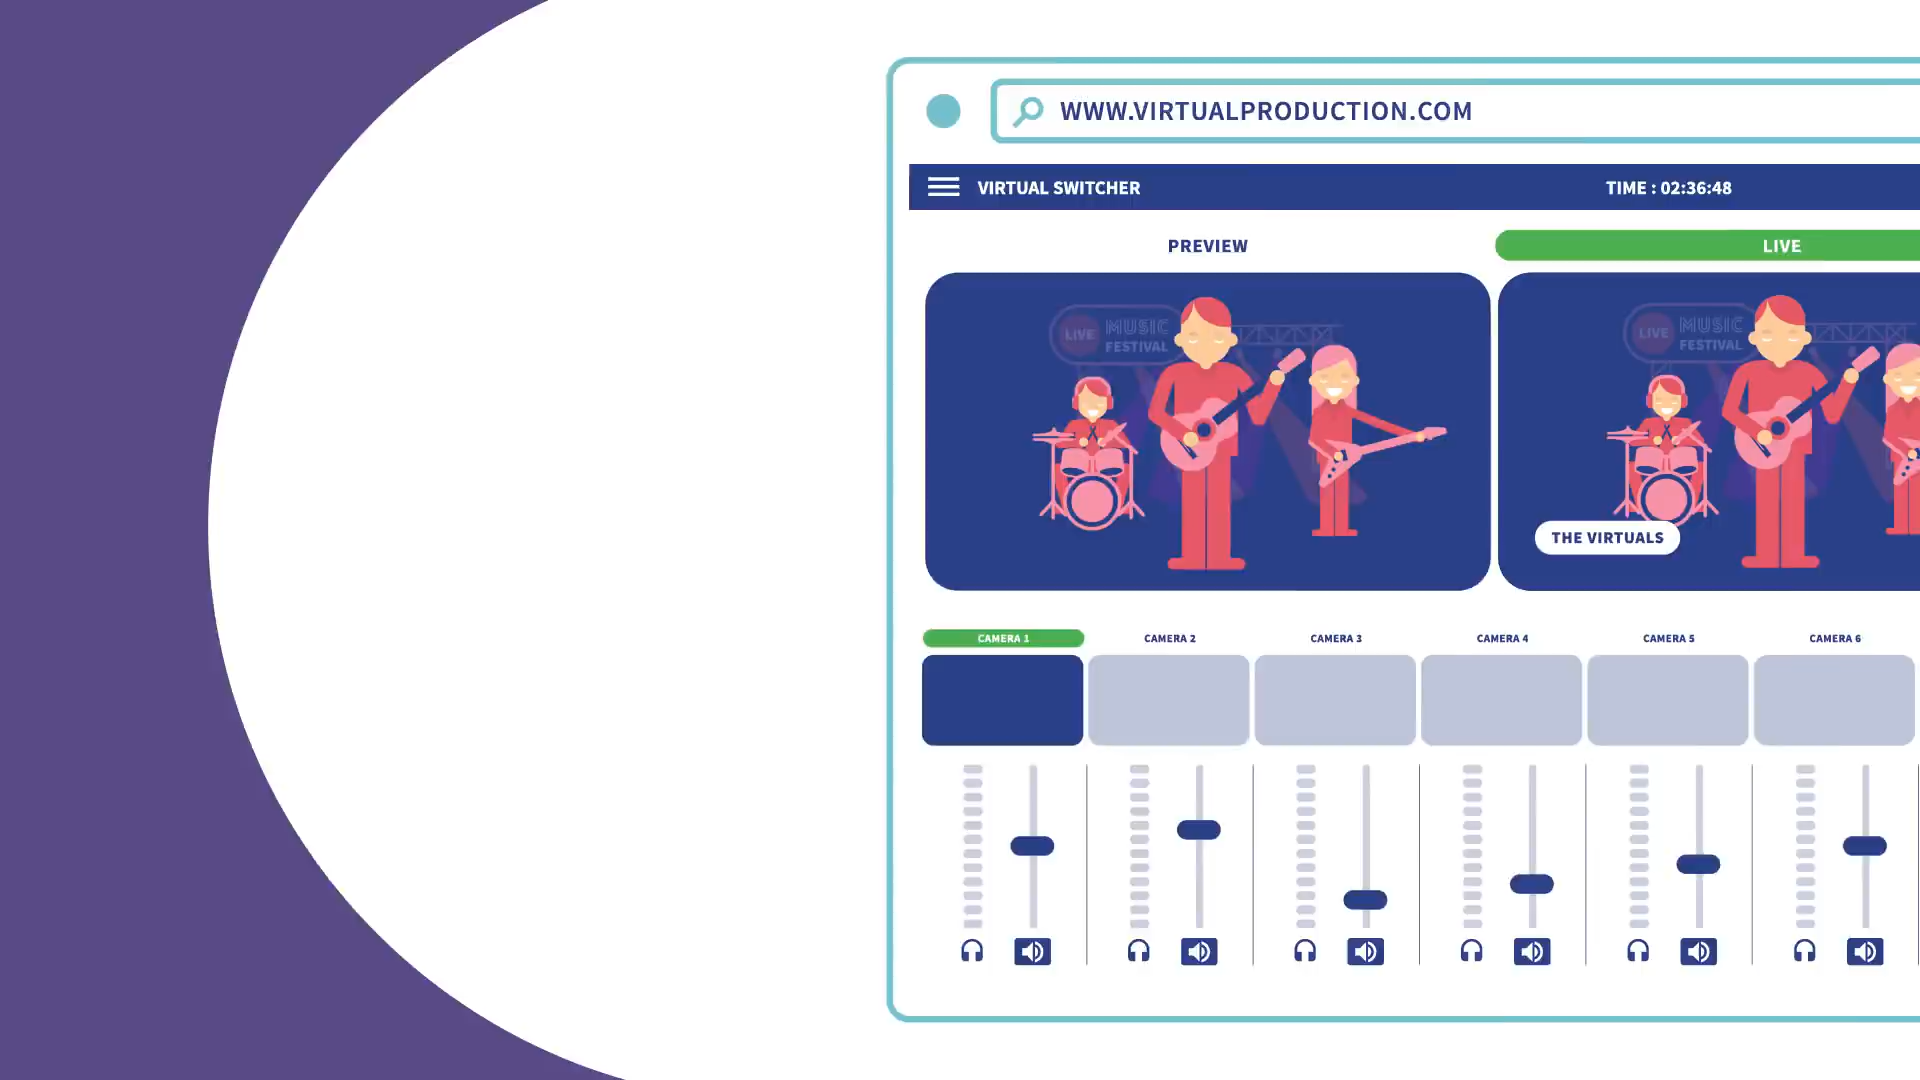 WWW.VIRTUALPRODUCTION.COM
VIRTUAL SWITCHER
TIME : 02:36:48
PREVIEW
LIVE
LIVE
MUSIC
FESTIVAL
LIVE
MUSIC
FESTIVAL
THE VIRTUALS
CAMERA 1
CAMERA 2
CAMERA 3
CAMERA 4
CAMERA 5
CAMERA 6